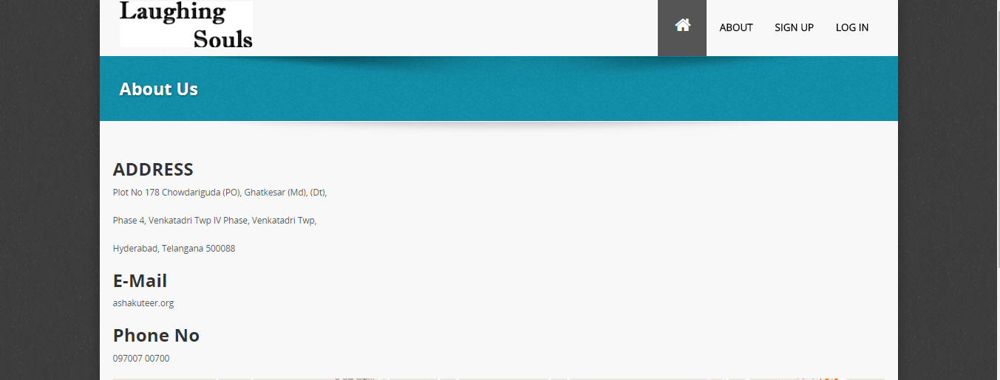 Laughing
Souls
ABOUT
SIGN UP
LOG IN
About Us
ADDRESS
Plot No 178 Chowdariguda (PO), Ghatkesar (Md), (Dt),
Phase 4, Venkatadri Twp IV Phase, Venkatadri Twp,
Hyderabad, Telangana 500088
E-Mail
ashakuteer.org
Phone No
097007 00700